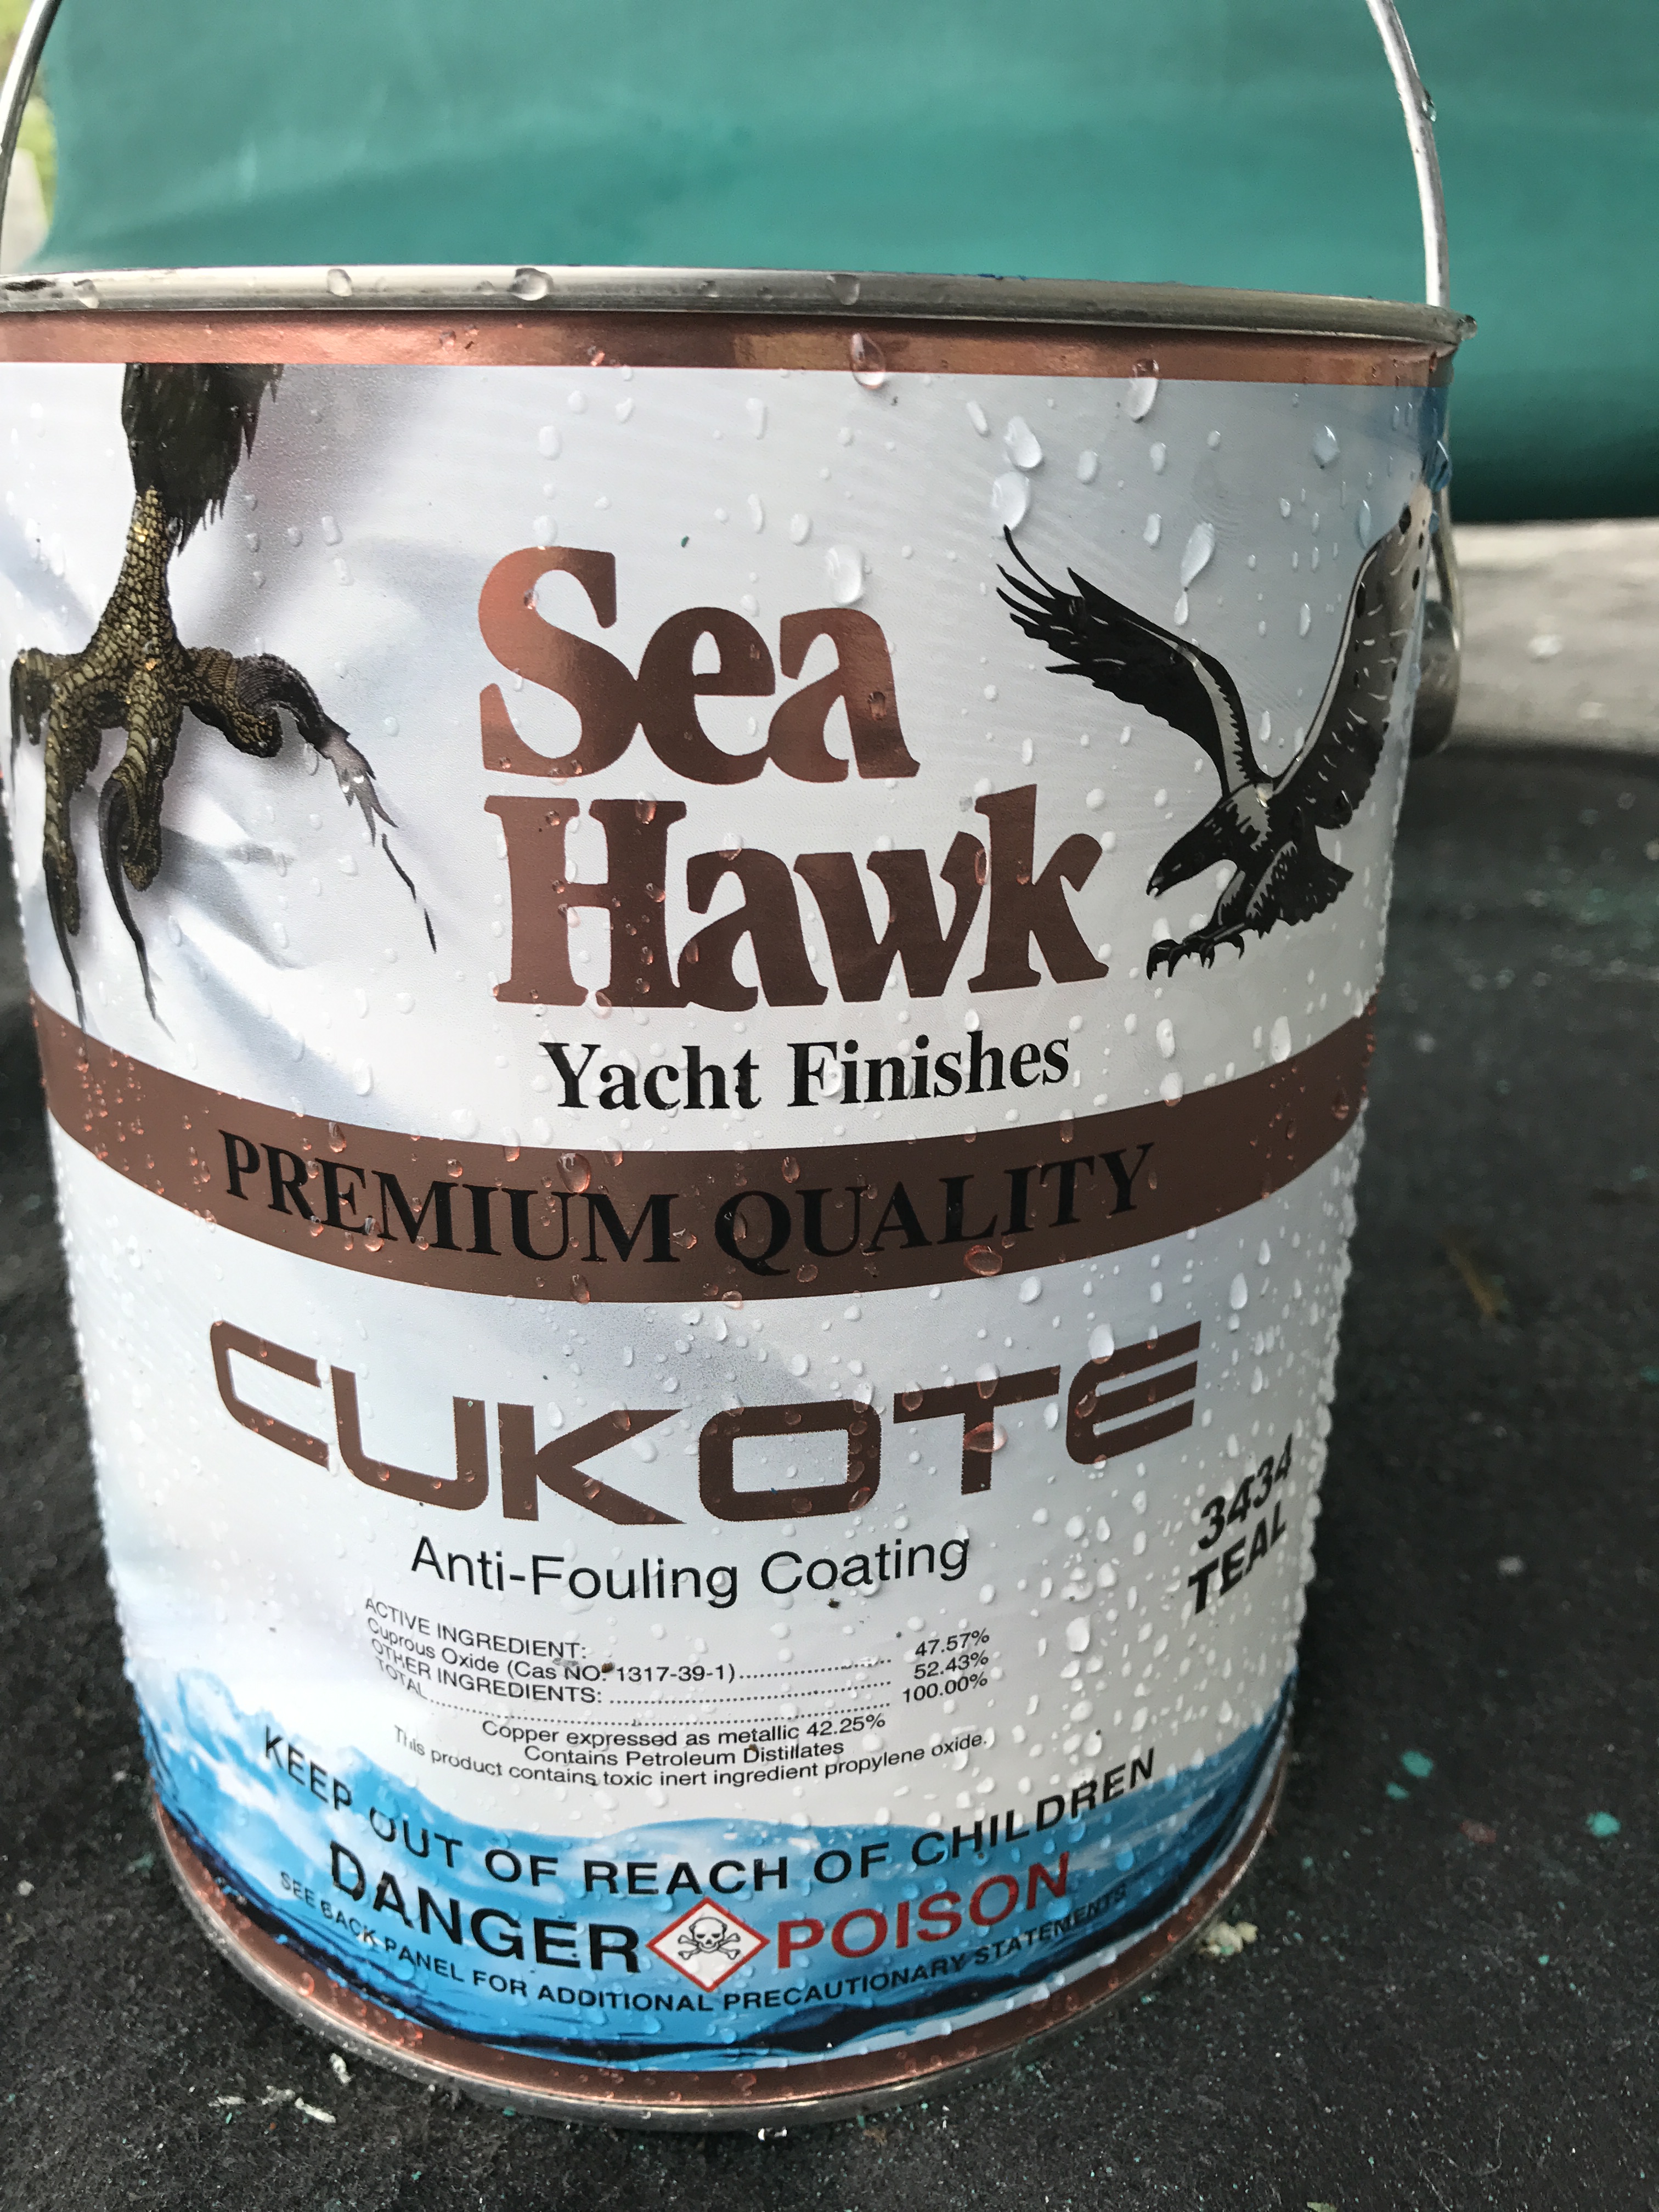 Sea
Hawk
Yacht Finishes
PREMIUM QUALITY
CUKOTE
3434
TEAL
Anti-Fouling Coating
ACTIVE INGREDIENT:
Cuprous Oxide (Cas NO. 1317-39-1)............................ 47.57%
OTHER INGREDIENTS: ................................................ 52.43%
TOTAL................................................................................ 100.00%
Copper expressed as metallic 42.25%
Contains Petroleum Distillates
This product contains toxic inert ingredient propylene oxide.)
KEEP OUT OF REACH OF CHILDREN
DANGER POISON
SEE BACK PANEL FOR ADDITIONAL PRECAUTIONARY STATEMENTS